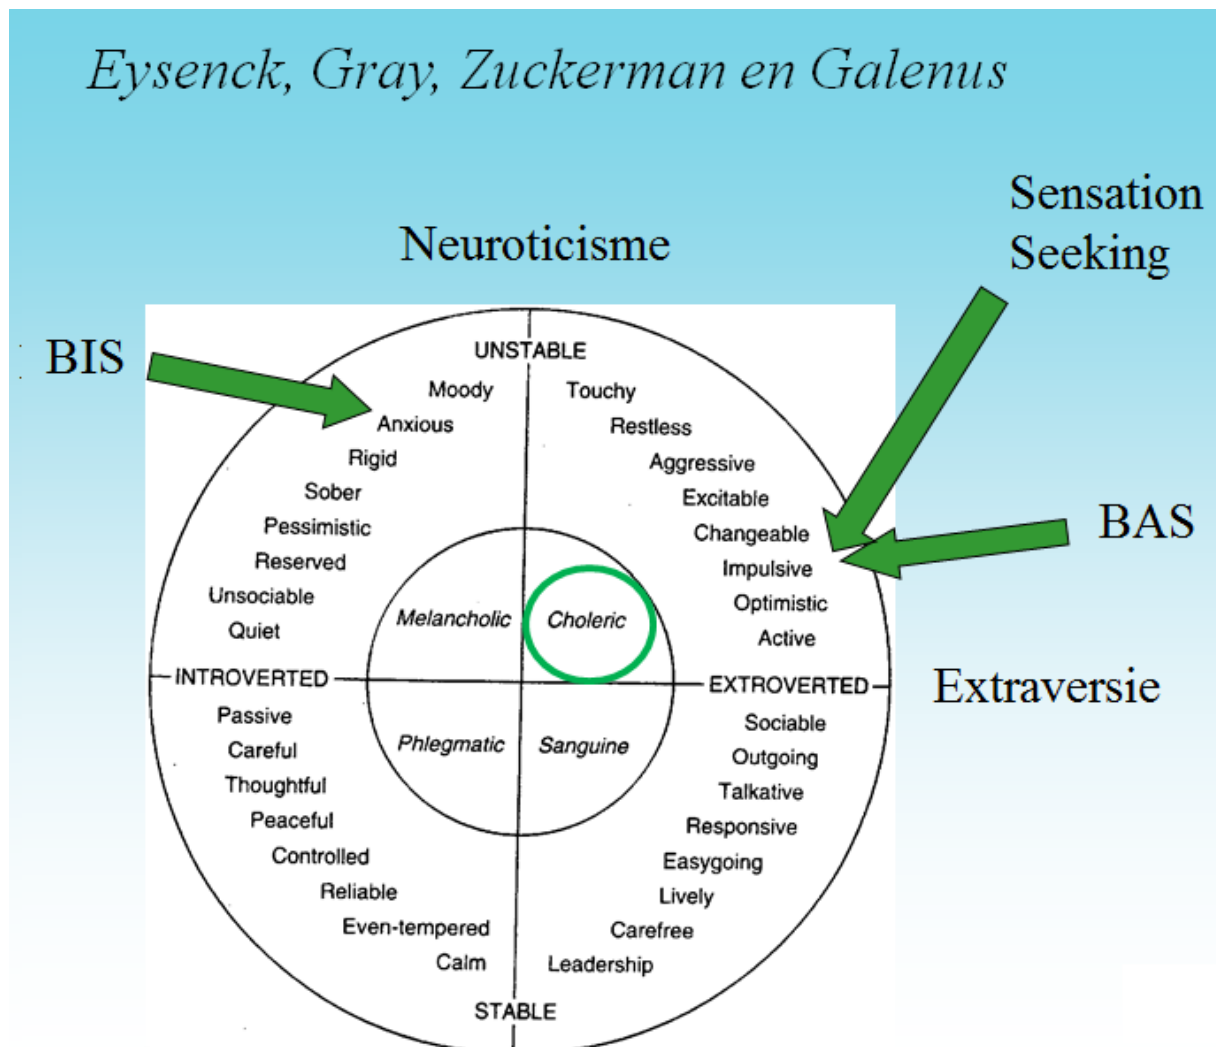 Eysenck, Gray, Zuckerman en Galenus
Sensation
Seeking
Neuroticisme
BIS
UNSTABLE
Moody
Touchy
Anxious
Restless
Rigid
Aggressive
Sober
Excitable
Pessimistic
Changeable
BAS
Reserved
Impulsive
Unsociable
Optimistic
Quiet
Active
Melancholic
Choleric
INTROVERTED
EXTROVERTED
Extraversie
Passive
Sociable
Careful
Phlegmatic
Sanguine
Outgoing
Thoughtful
Talkative
Peaceful
Responsive
Controlled
Easygoing
Reliable
Lively
Even-tempered
Carefree
Calm
Leadership
STABLE